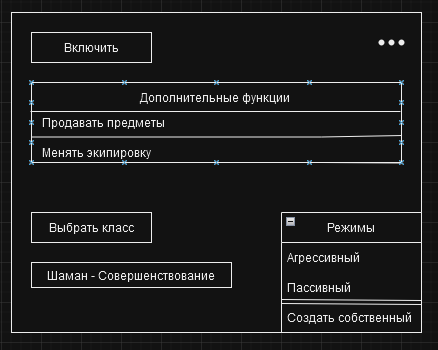 Включить
Дополнительные функции
Продавать предметы
Менять экипировку
Выбрать класс
Шаман - Совершенствование
Режимы
Агрессивный
Пассивный
Создать собственный